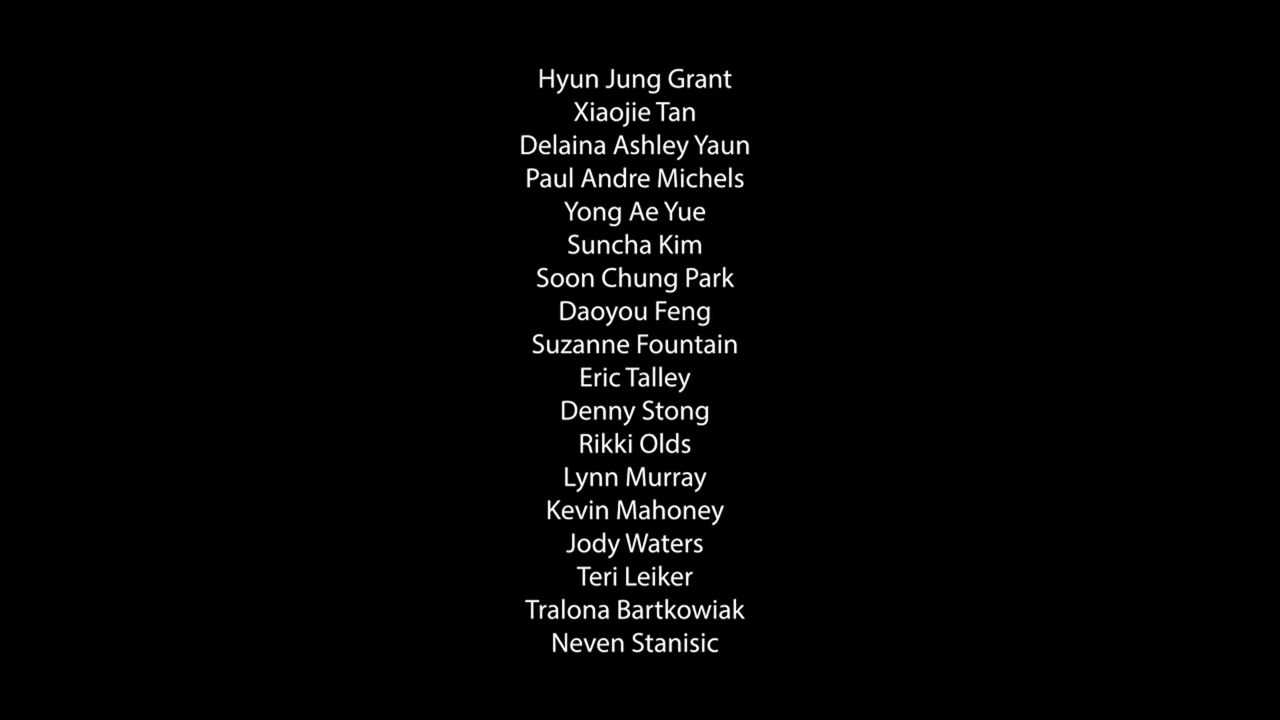 Hyun Jung Grant
Xiaojie Tan
Delaina Ashley Yaun
Paul Andre Michels
Yong Ae Yue
Suncha Kim
Soon Chung Park
Daoyou Feng
Suzanne Fountain
Eric Talley
Denny Stong
Rikki Olds
Lynn Murray
Kevin Mahoney
Jody Waters
Teri Leiker
Tralona Bartkowiak
Neven Stanisic